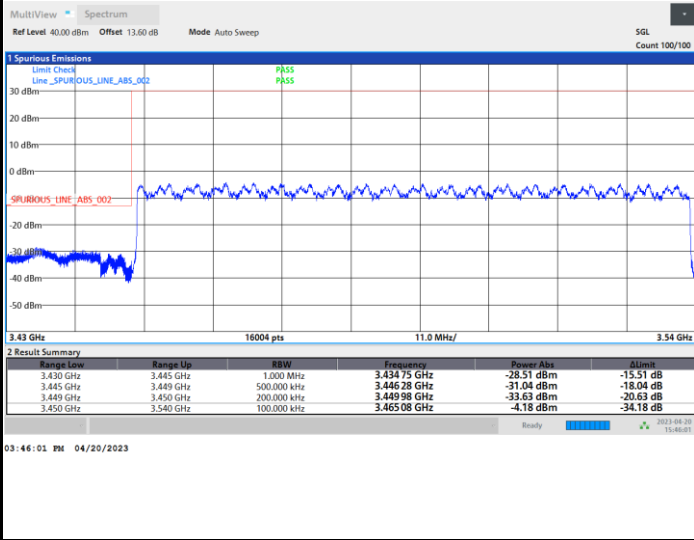 MultiView Spectrum
Ref Level 40.00 dBm Offset 13.60 dB Mode Auto Sweep SGL
Count 100/100
1 Spurious Emissions
Limit Check PASS
Line _SPURIOUS_LINE_ABS_002 PASS
30 dBm
20 dBm
10 dBm
0 dBm
_SPURIOUS_LINE_ABS_002
-20 dBm
-30 dBm
-40 dBm
-50 dBm
3.43 GHz 16004 pts 11.0 MHz/ 3.54 GHz
2 Result Summary
Range Low Range Up RBW Frequency Power Abs ΔLimit
3.430 GHz 3.445 GHz 1.000 MHz 3.434 75 GHz -28.51 dBm -15.51 dB
3.445 GHz 3.449 GHz 500.000 kHz 3.446 28 GHz -31.04 dBm -18.04 dB
3.449 GHz 3.450 GHz 200.000 kHz 3.449 98 GHz -33.63 dBm -20.63 dB
3.450 GHz 3.540 GHz 100.000 kHz 3.465 08 GHz -4.18 dBm -34.18 dB
Ready 2023-04-20
15:46:01
03:46:01 PM 04/20/2023